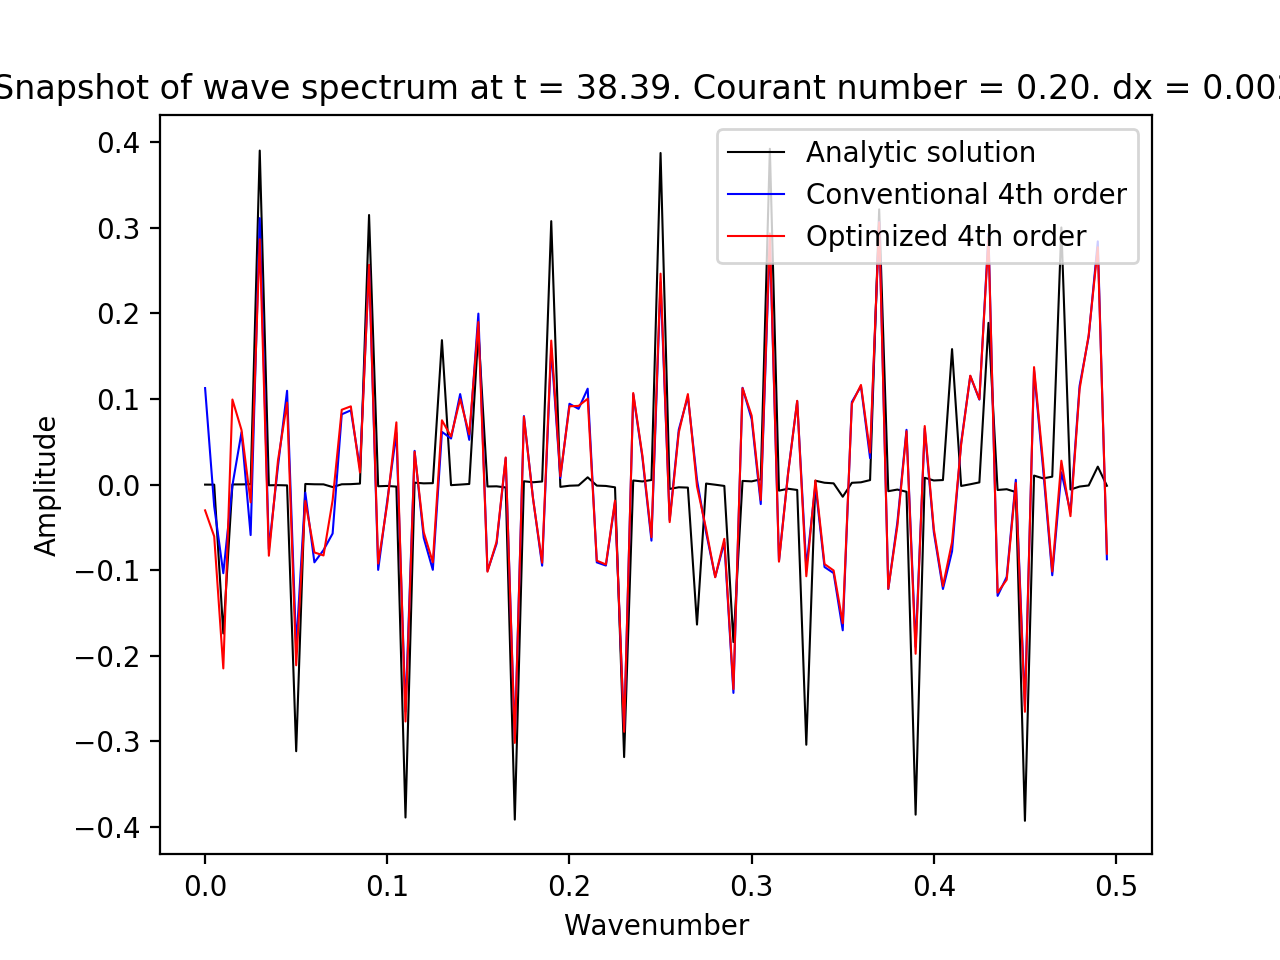 Snapshot of wave spectrum at t = 38.39. Courant number = 0.20. dx = 0.002
Analytic solution
Conventional 4th order
Optimized 4th order
Amplitude
0.4
0.3
0.2
0.1
0.0
−0.1
−0.2
−0.3
−0.4
0.0 0.1 0.2 0.3 0.4 0.5
Wavenumber